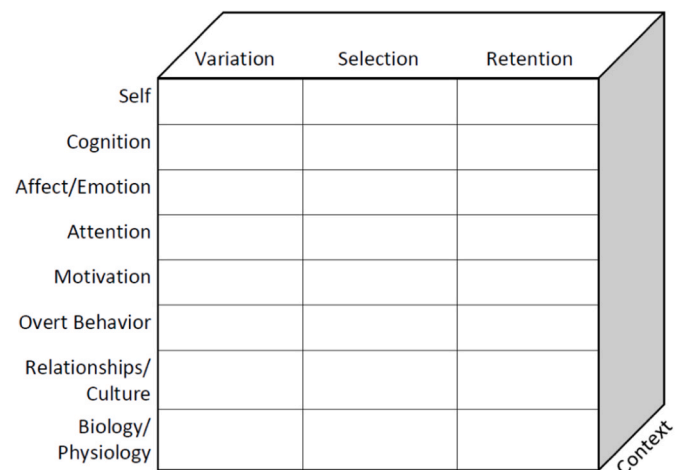 Variation Selection Retention
Self
Cognition
Affect/Emotion
Attention
Motivation
Overt Behavior
Relationships/
Culture
Biology/
Physiology
Context